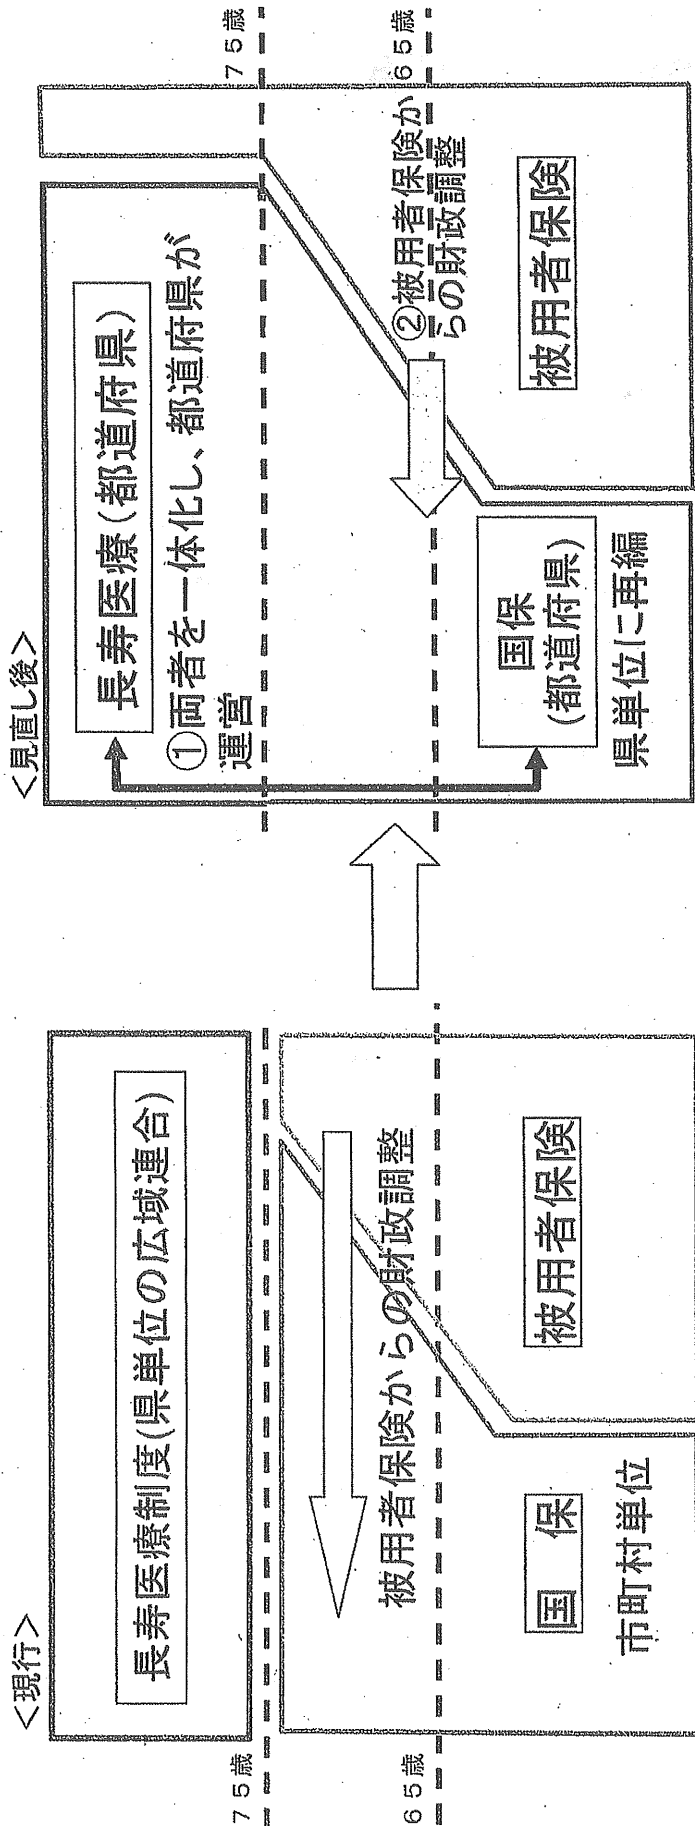 <現行>
75歳
長寿医療制度(県単位の広域連合)
65歳
被用者保険からの財政調整
国 保
市町村単位
被用者保険
<見直し後>
75歳
長寿医療(都道府県)
①両者を一体化し、都道府県が
運営
65歳
②被用者保険か
らの財政調整
国保
(都道府県)
県単位に再編
被用者保険